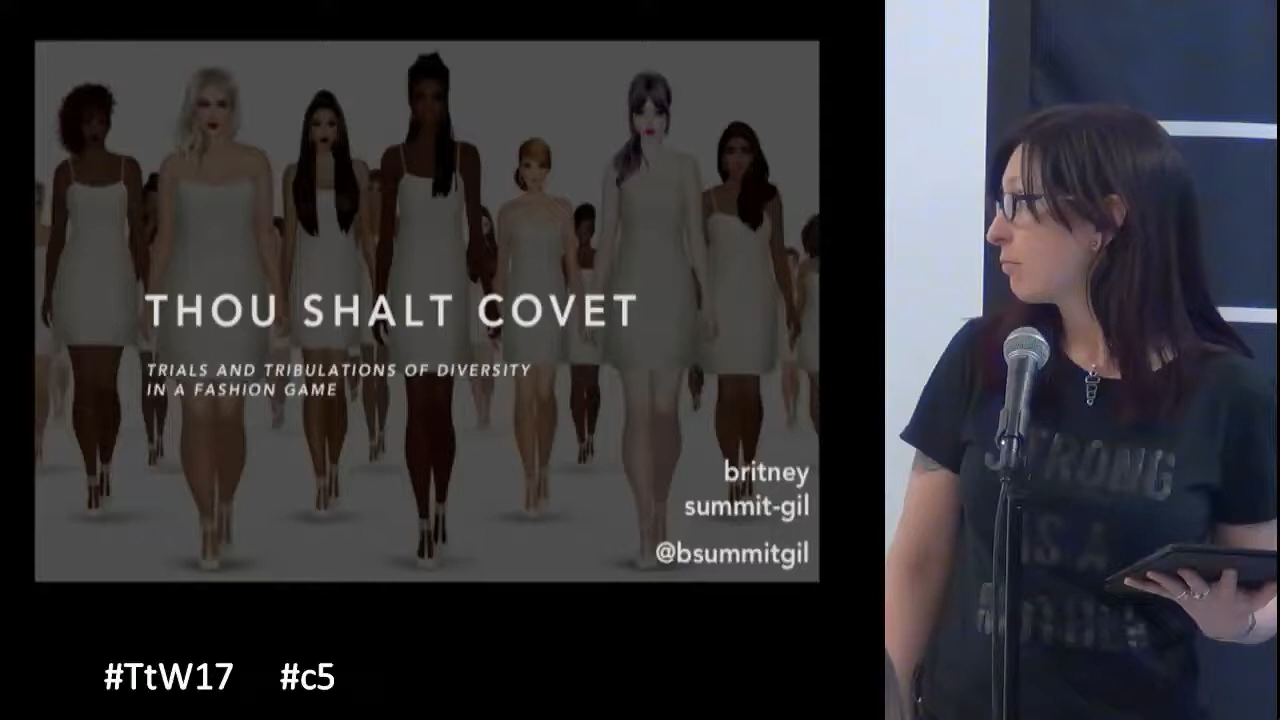 THOU SHALT COVET
TRIALS AND TRIBULATIONS OF DIVERSITY
IN A FASHION GAME
britney
summit-gil
@bsummitgil
#TtW17 #c5
STRONG
IS A